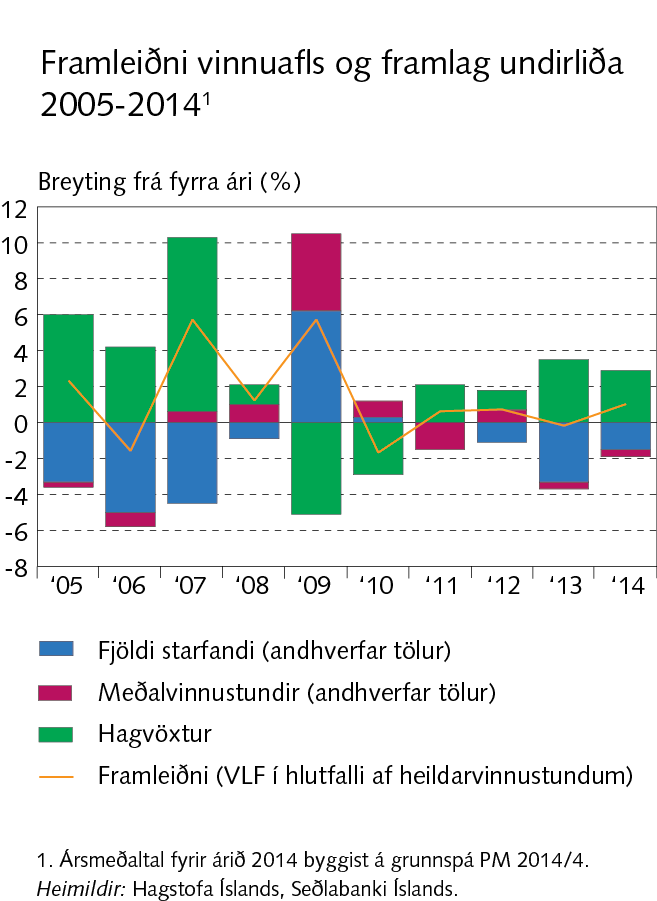 Framleiðni vinnuafls og framlag undirliða
2005-2014¹
Breyting frá fyrra ári (%)
12
10
8
6
4
2
0
-2
-4
-6
-8
‘05 ‘06 ‘07 ‘08 ‘09 ‘10 ‘11 ‘12 ‘13 ‘14
Fjöldi starfandi (andhverfar tölur)
Meðalvinnustundir (andhverfar tölur)
Hagvöxtur
Framleiðni (VLF í hlutfalli af heildarvinnustundum)
1. Ársmeðaltal fyrir árið 2014 byggist á grunnspá PM 2014/4.
Heimildir: Hagstofa Íslands, Seðlabanki Íslands.